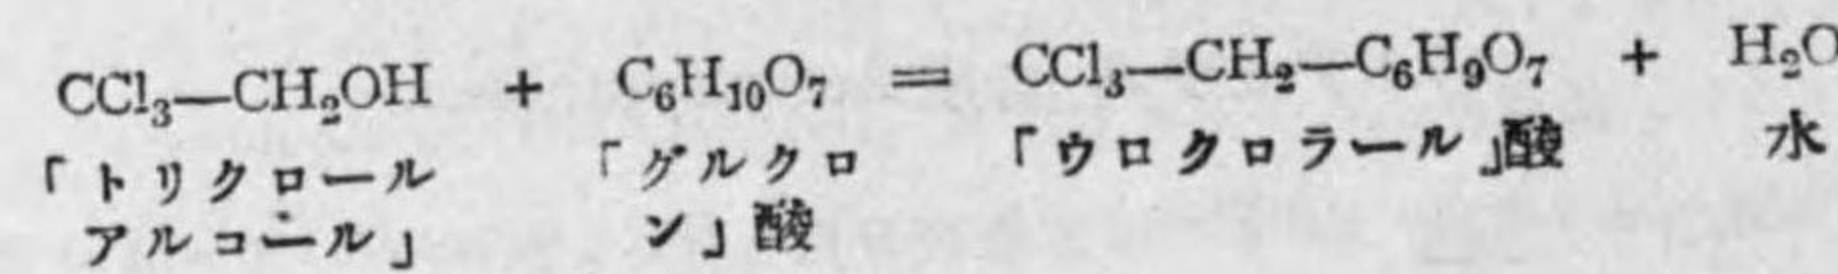 CCl₃—CH₂OH + C₆H₁₀O₇ = CCl₃—CH₂—C₆H₉O₇ + H₂O
「トリクロール 「グルクロ 「ウロクロラール」酸 水
アルコール」 ン」酸